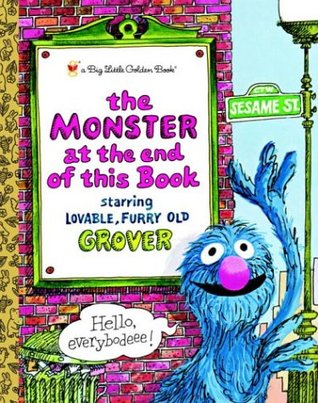 a Big Little Golden Book®
the
MONSTER
at the end
of this Book
starring
LOVABLE, FURRY OLD
GROVER
SESAME ST.
Hello,
everybodeee!